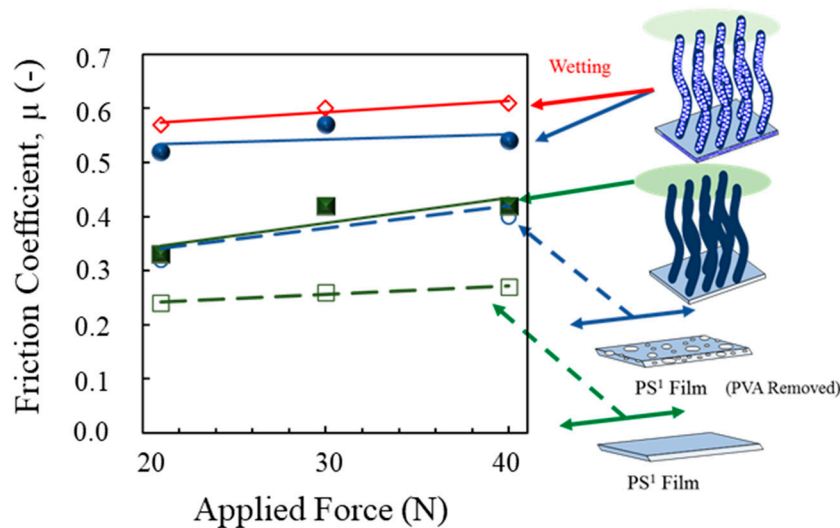 Friction Coefficient, μ (-)
0.7
0.6
0.5
0.4
0.3
0.2
0.1
0.0
20
30
40
Applied Force (N)
Wetting
PS¹ Film (PVA Removed)
PS¹ Film